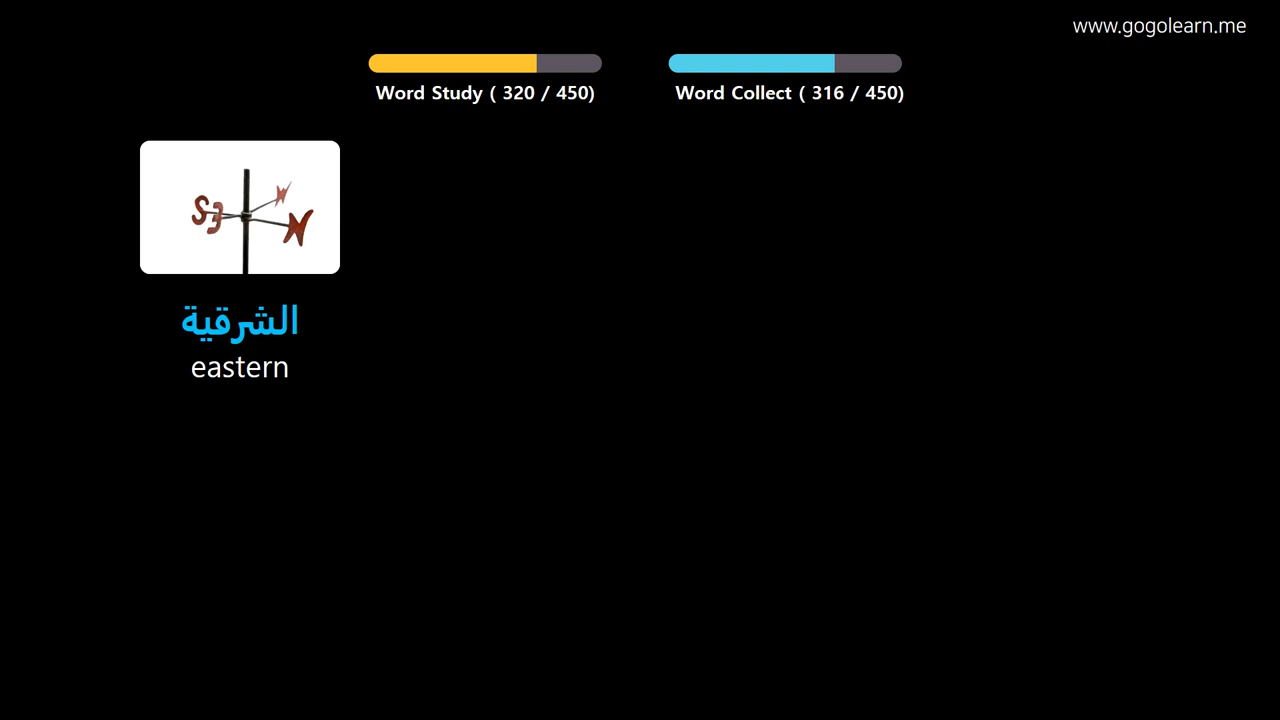 www.gogolearn.me
Word Study ( 320 / 450)
Word Collect ( 316 / 450)
S
E
N
الشرقية
eastern